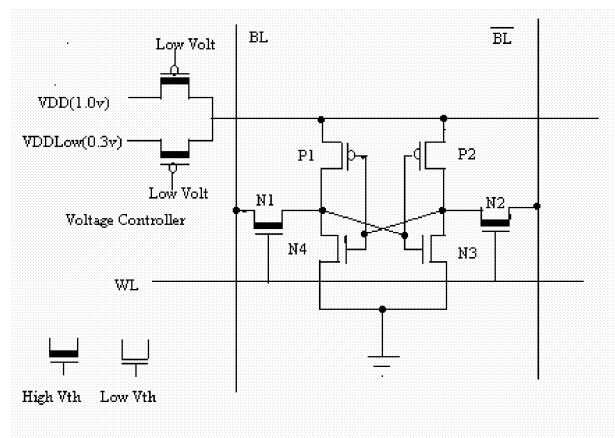 Low Volt
BL
BL
VDD(1.0v)
VDDLow(0.3v)
P1
P2
Low Volt
N1
N2
Voltage Controller
N4
N3
WL
High Vth
Low Vth